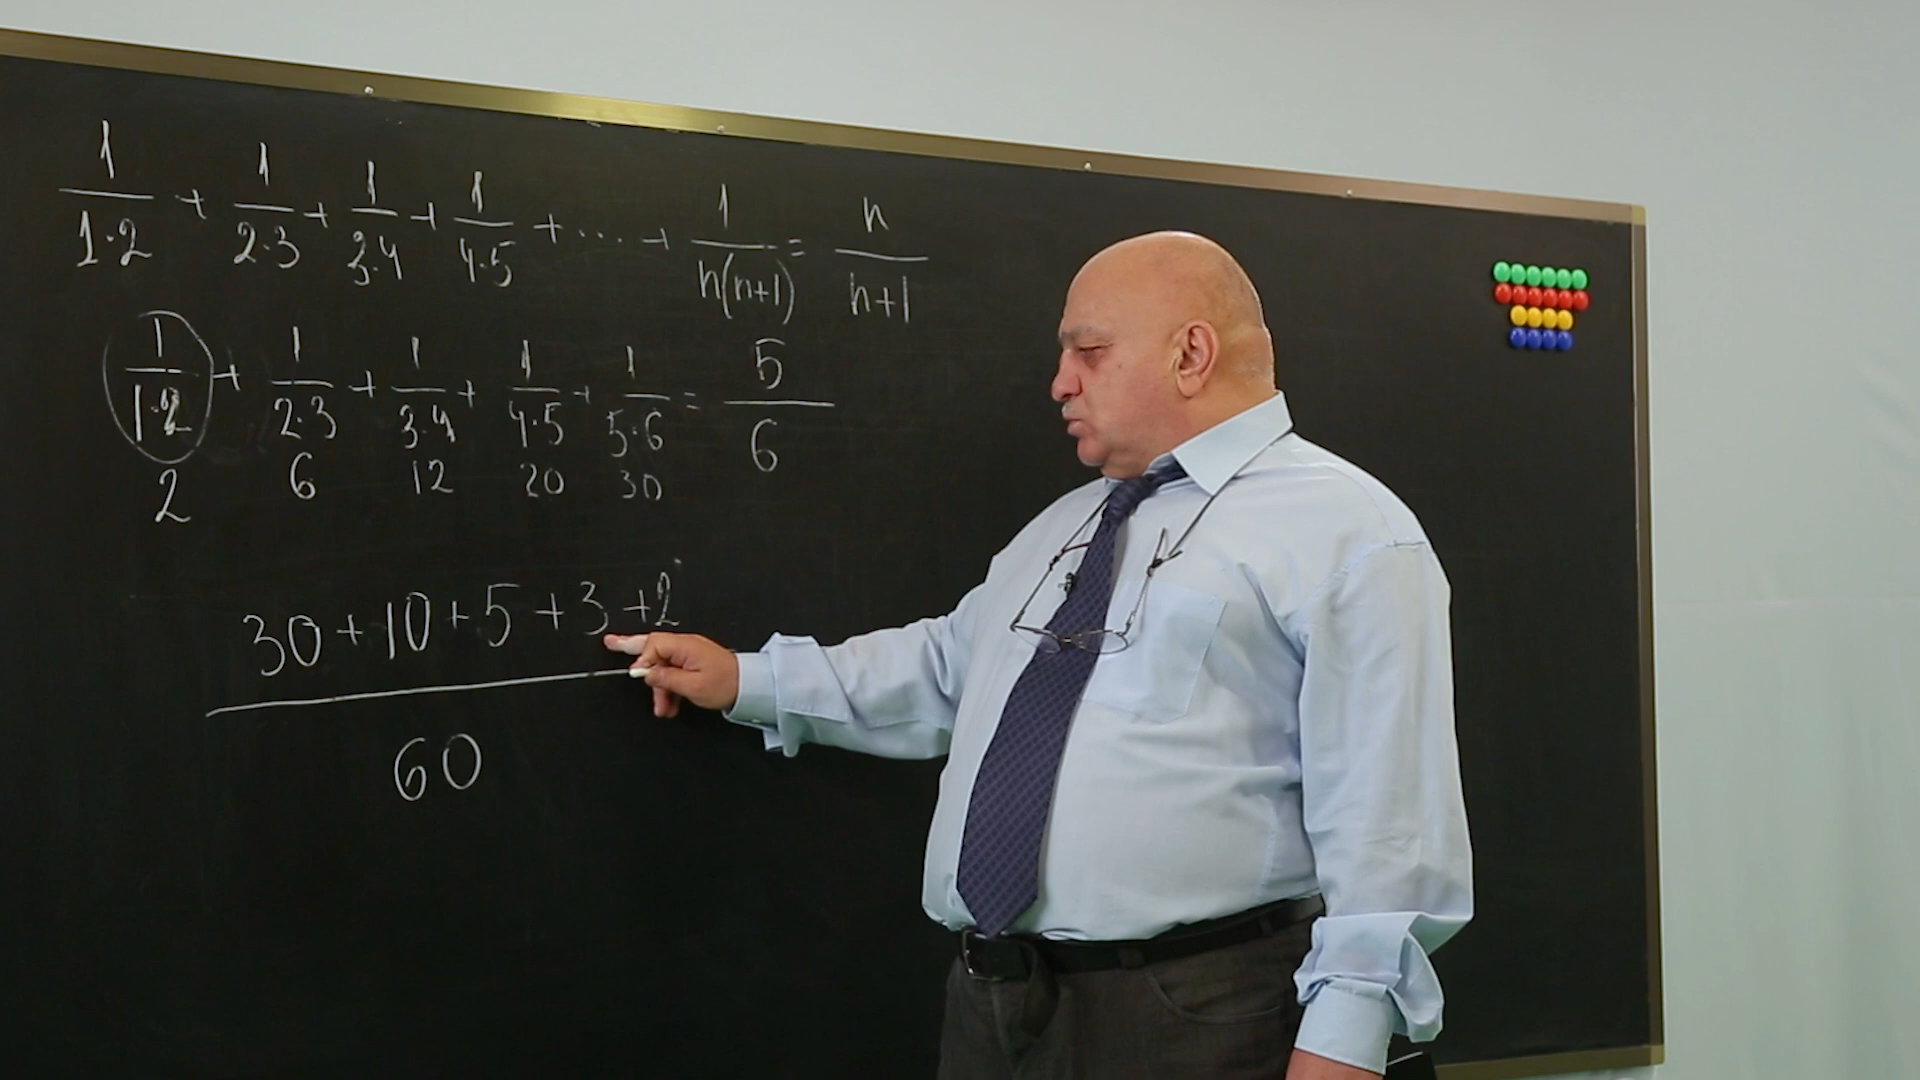 1/(1·2) + 1/(2·3) + 1/(3·4) + 1/(4·5) + ... + 1/(n(n+1)) = n/(n+1)
1/(1·2) + 1/(2·3) + 1/(3·4) + 1/(4·5) + 1/(5·6) = 5/6
2 6 12 20 30
(30+10+5+3+2)/60